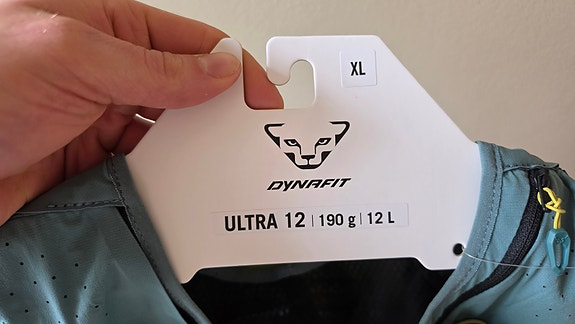 XL
DYNAFIT
ULTRA 12 | 190 g | 12 L